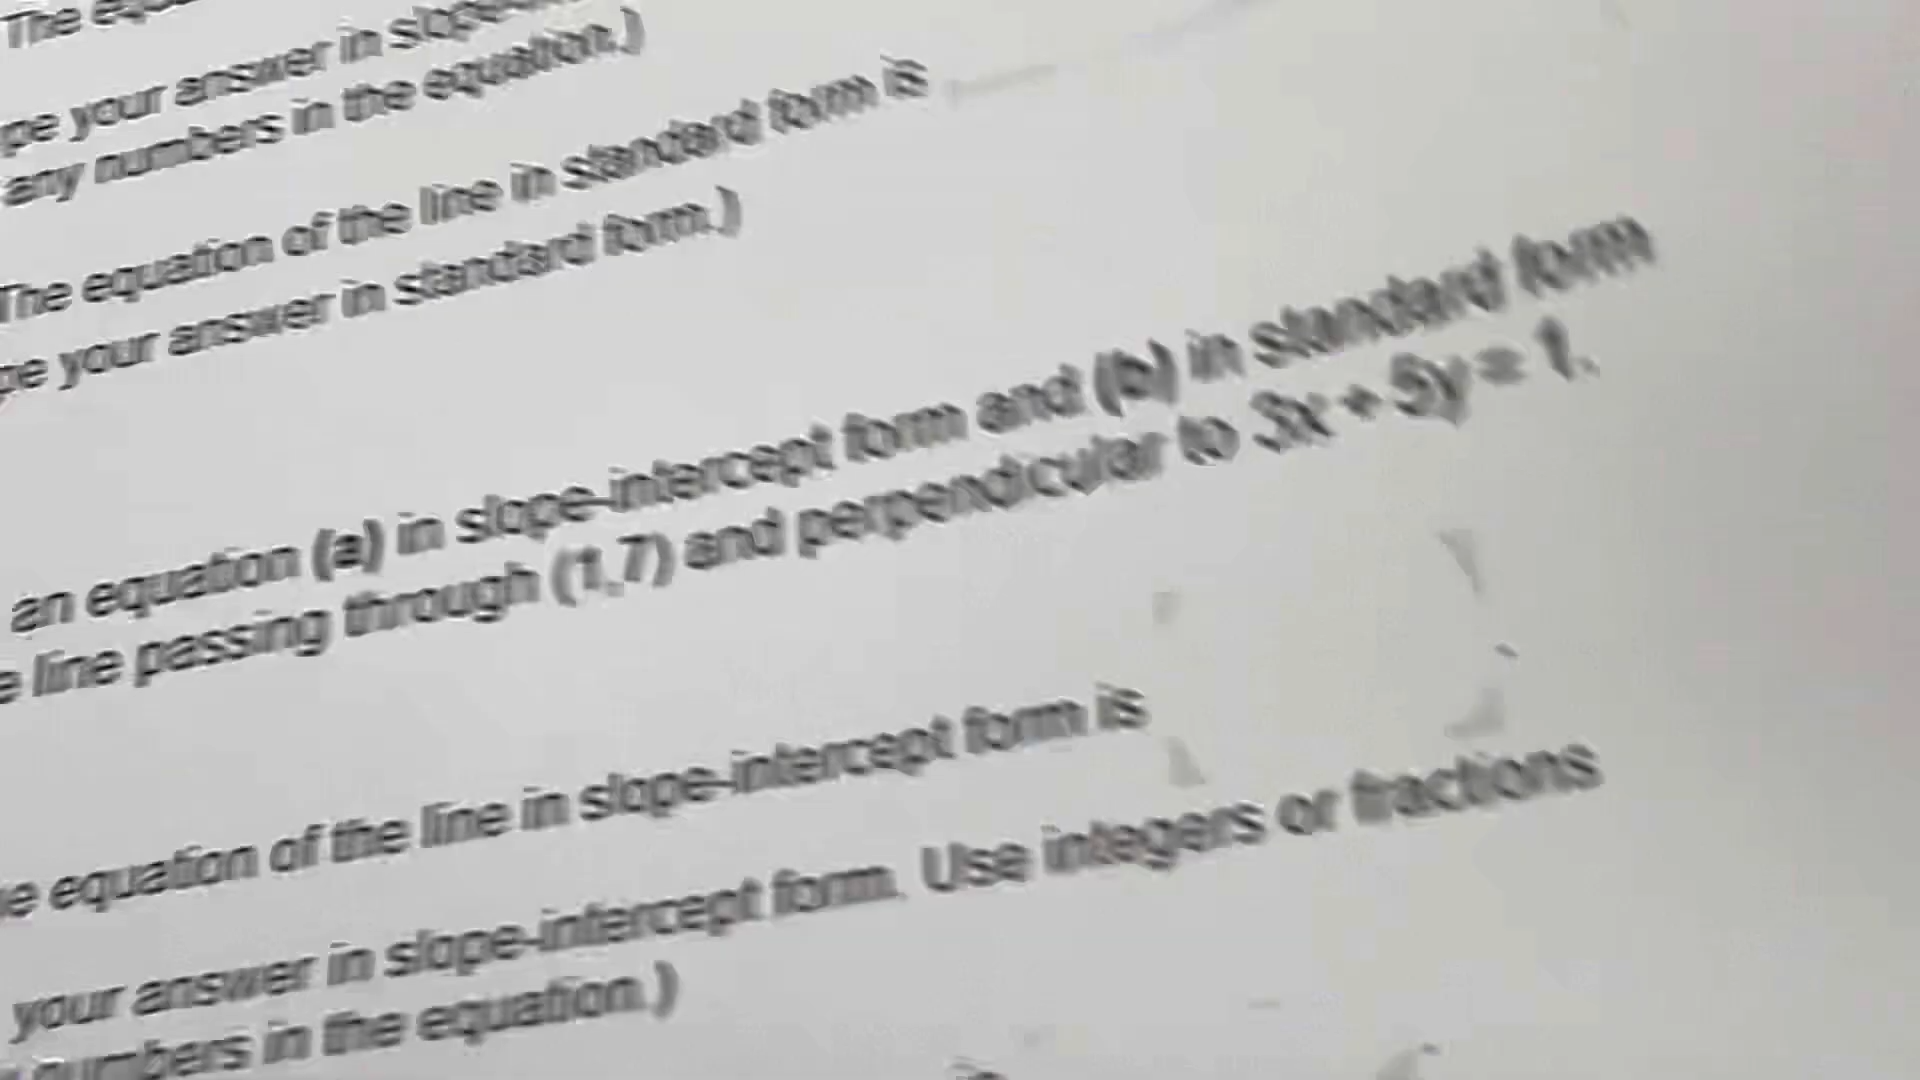 The
pe your answer in slope-
any numbers in the equation.)
The equation of the line in standard form is
pe your answer in standard form.)
an equation (a) in slope-intercept form and (b) in standard form
e line passing through (1,7) and perpendicular to 3x + 5y = 1.
e equation of the line in slope-intercept form is
your answer in slope-intercept form. Use integers or fractions
numbers in the equation.)